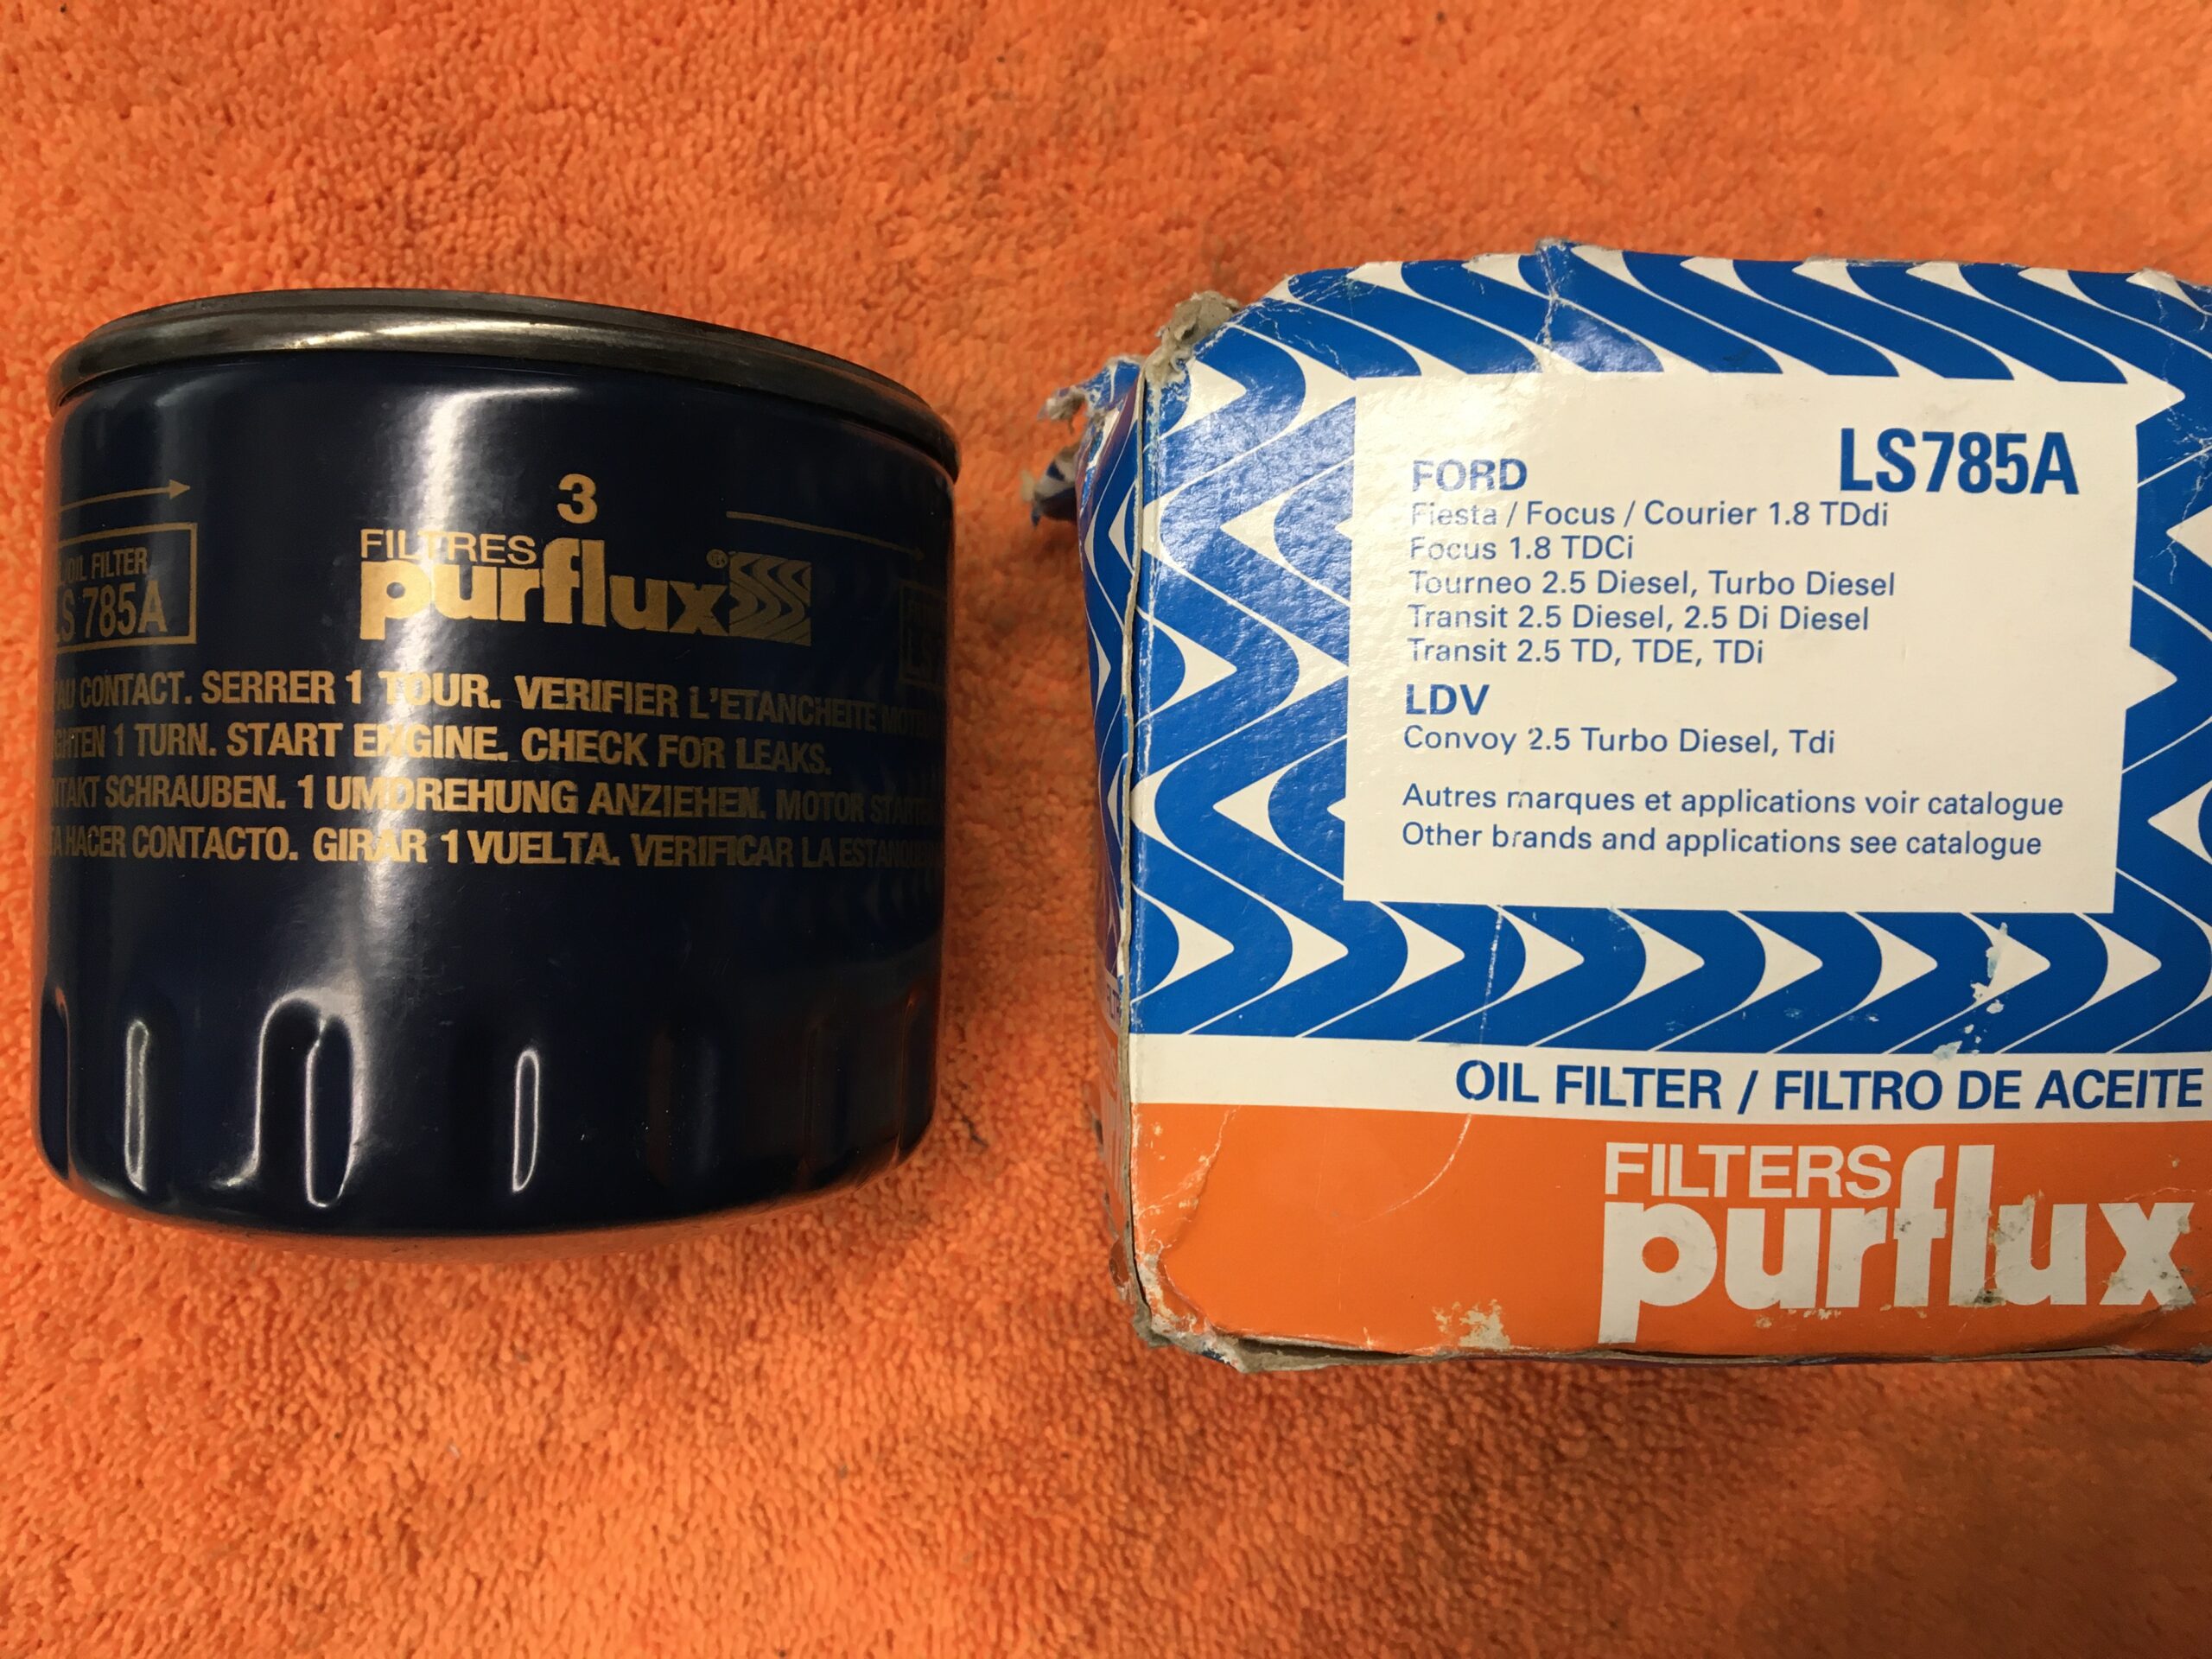 3
FILTRES
purflux®
OIL FILTER
LS 785A
AU CONTACT. SERRER 1 TOUR. VERIFIER L'ETANCHEITE
1 TURN. START ENGINE. CHECK FOR LEAKS.
SCHRAUBEN. 1 UMDREHUNG ANZIEHEN. MOTOR
HACER CONTACTO. GIRAR 1 VUELTA. VERIFICAR LA
LS785A
FORD
Fiesta / Focus / Courier 1.8 TDdi
Focus 1.8 TDCi
Tourneo 2.5 Diesel, Turbo Diesel
Transit 2.5 Diesel, 2.5 Di Diesel
Transit 2.5 TD, TDE, TDi
LDV
Convoy 2.5 Turbo Diesel, Tdi
Autres marques et applications voir catalogue
Other brands and applications see catalogue
OIL FILTER / FILTRO DE ACEITE
FILTERS
purflux